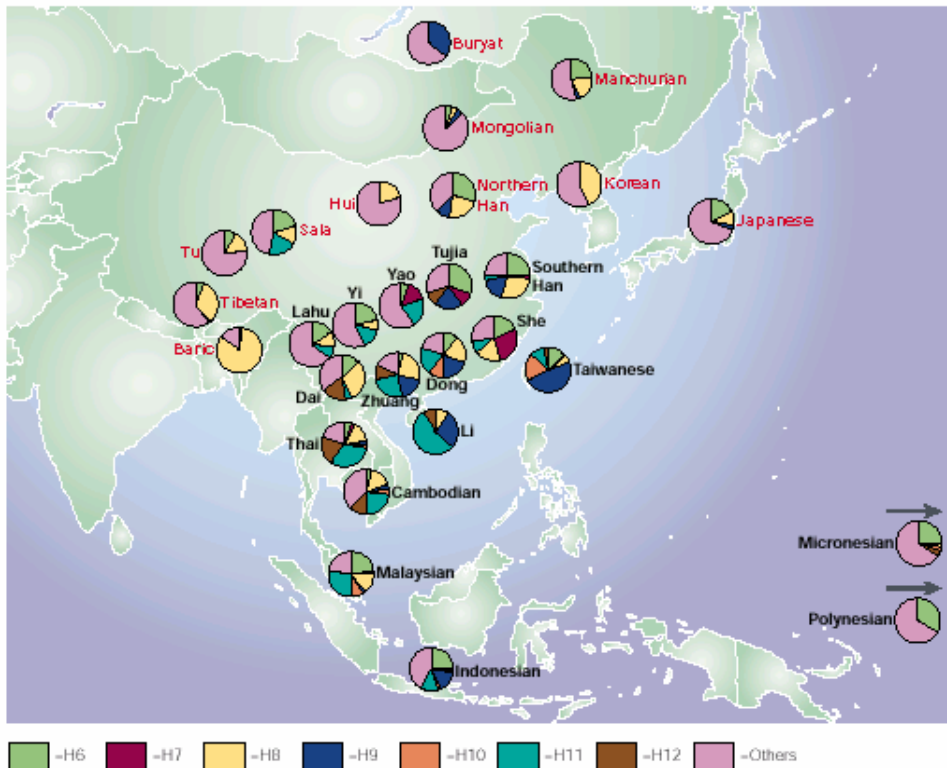 Buryat
Manchurian
Mongolian
Hui
Northern
Han
Korean
Japanese
Sala
Tu
Tibetan
Baric
Lahu
Yi
Yao
Tujia
Southern
Han
She
Taiwanese
Dai
Zhuang
Dong
Li
Thai
Cambodian
Malaysian
Indonesian
Micronesian
Polynesian
-H6
-H7
-H8
-H9
-H10
-H11
-H12
-Others